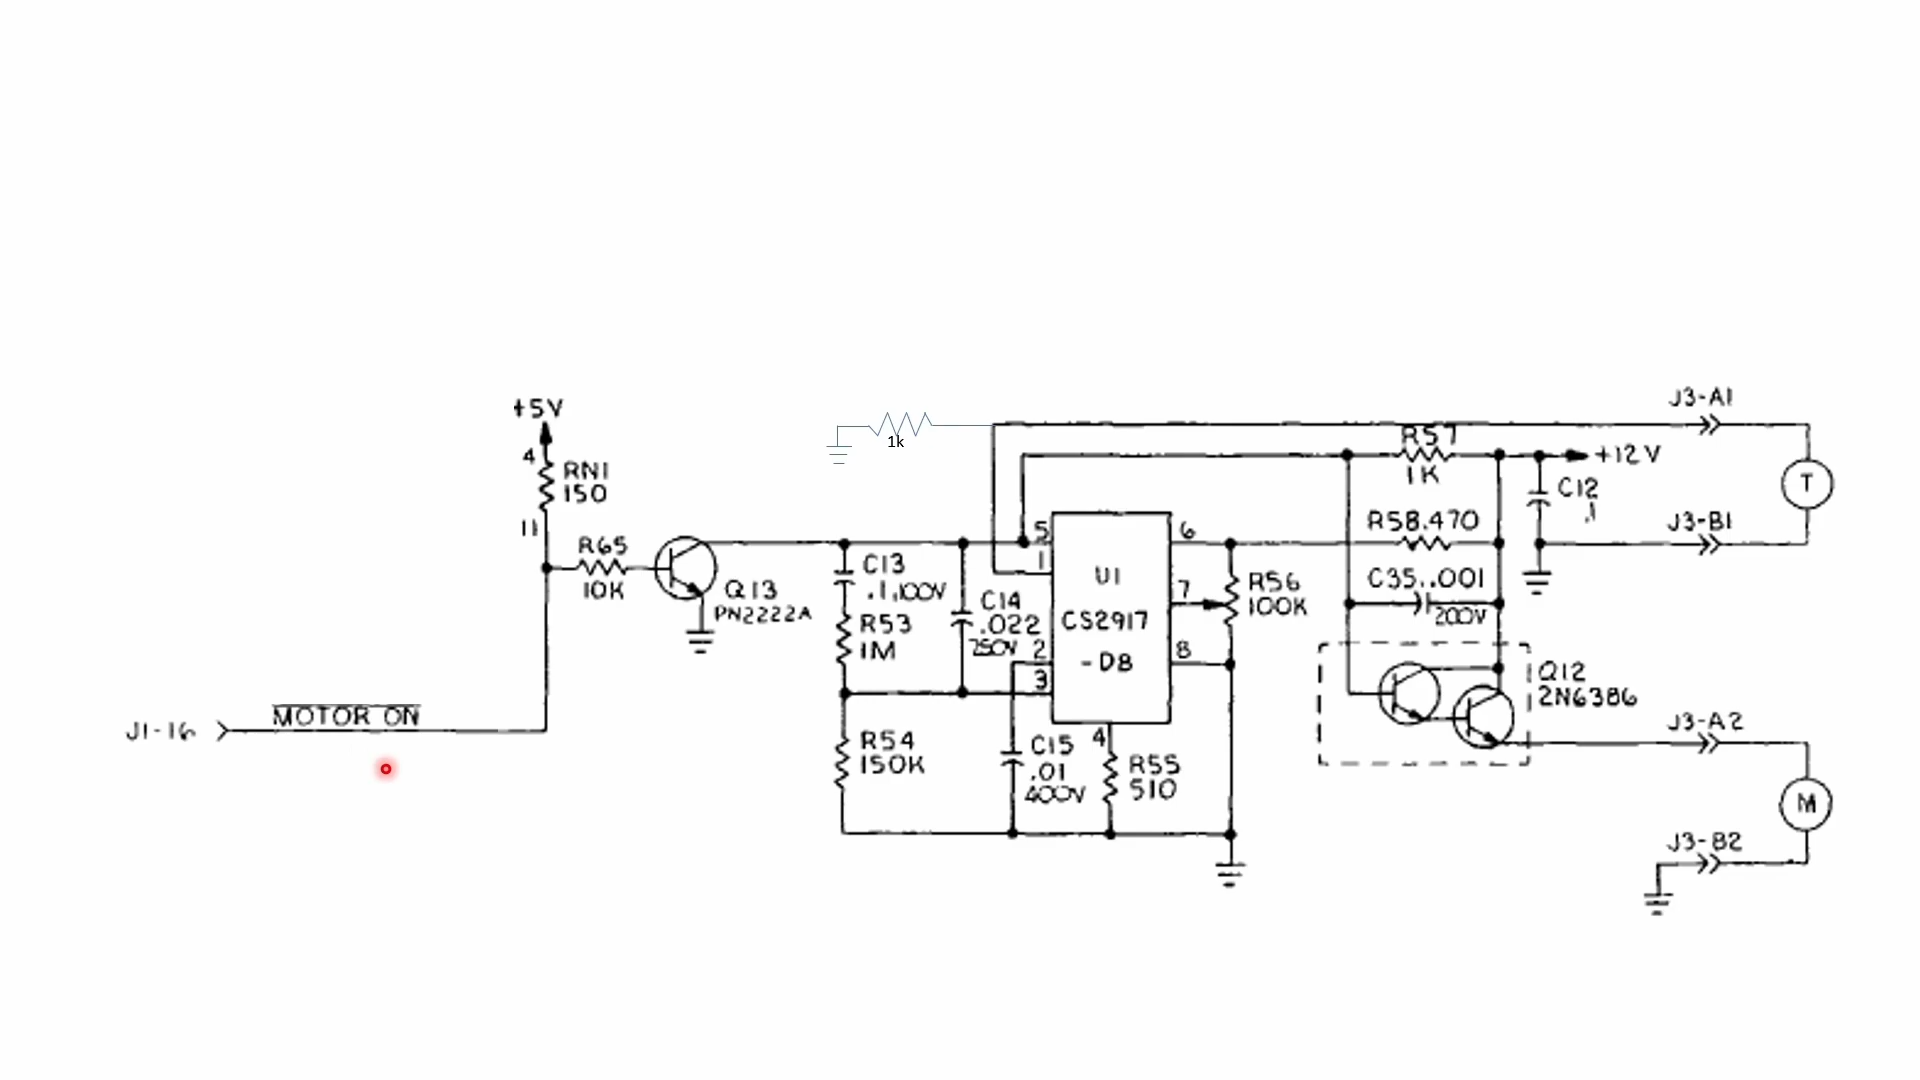 J3-A1
+5V
R57
1k
+12V
4
1K
RN1
150
C12
.1
T
11
R58.470
J3-B1
5
6
R65
1
C13
.1,100V
U1
C35..001
200V
10K
Q13
PN2222A
C14
.022
250V
7
R56
100K
CS2917
-D8
R53
1M
2
8
3
Q12
2N6386
MOTOR ON
J1-16
J3-A2
R54
150K
4
C15
.01
400V
R55
510
M
J3-B2